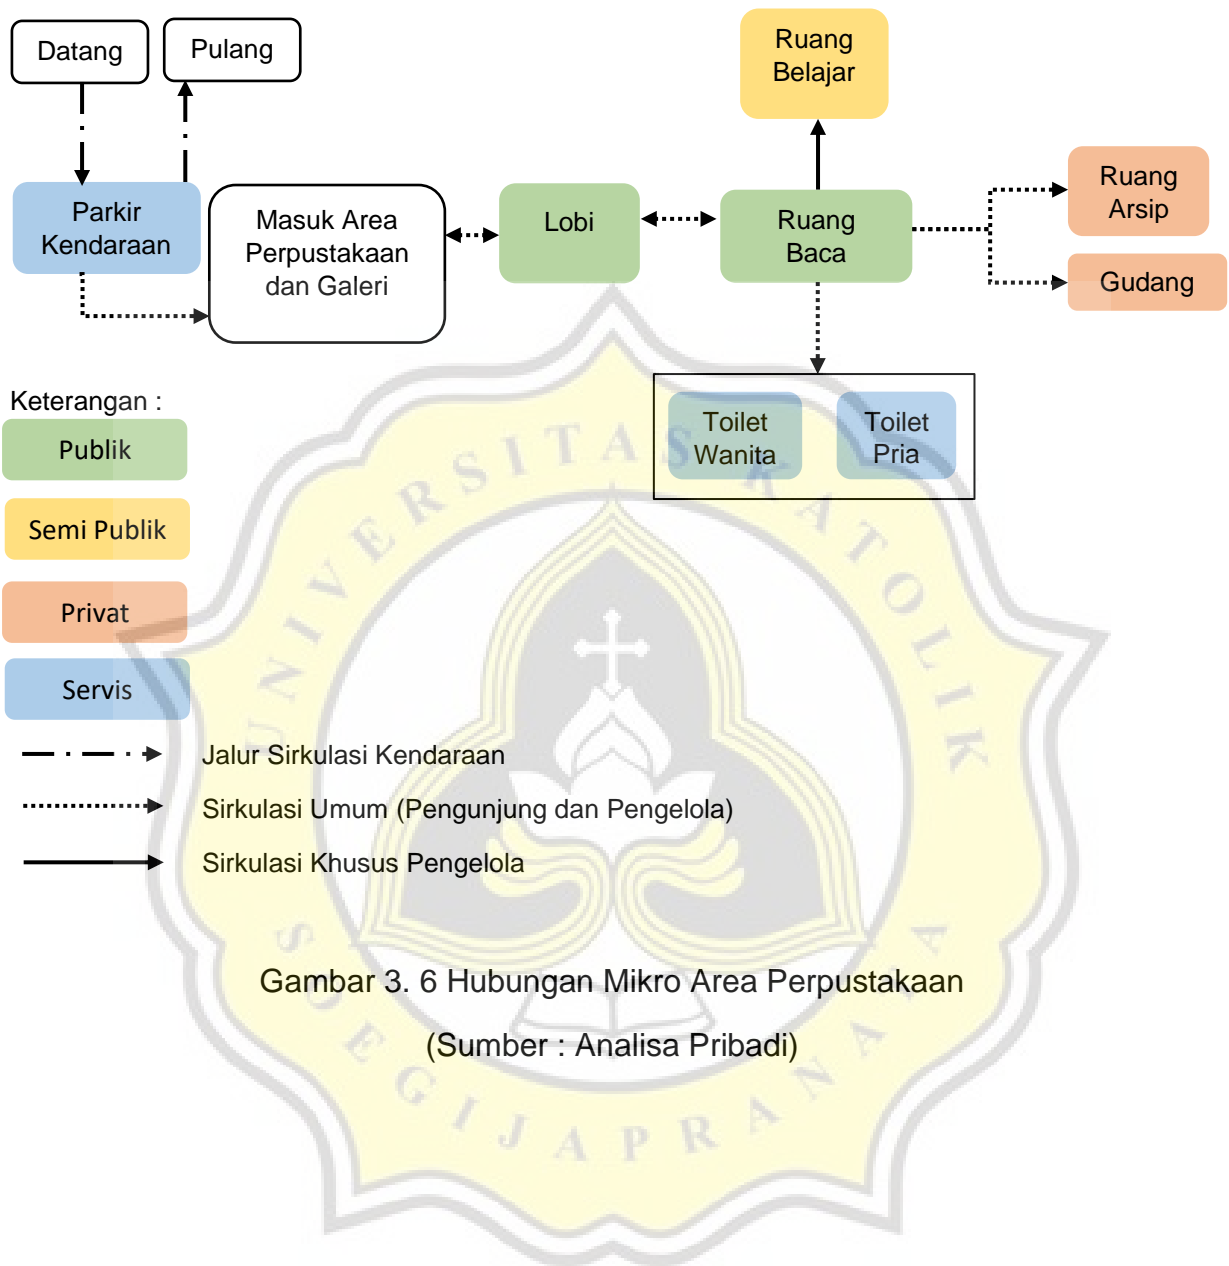 Datang
Pulang
Ruang
Belajar
Parkir
Kendaraan
Masuk Area
Perpustakaan
dan Galeri
Lobi
Ruang
Baca
Ruang
Arsip
Gudang
Toilet
Wanita
Toilet
Pria
Keterangan :
Publik
Semi Publik
Privat
Servis
Jalur Sirkulasi Kendaraan
Sirkulasi Umum (Pengunjung dan Pengelola)
Sirkulasi Khusus Pengelola
Gambar 3. 6 Hubungan Mikro Area Perpustakaan
(Sumber : Analisa Pribadi)
UNIVERSITAS KATOLIK
SOEGIJAPRANATA